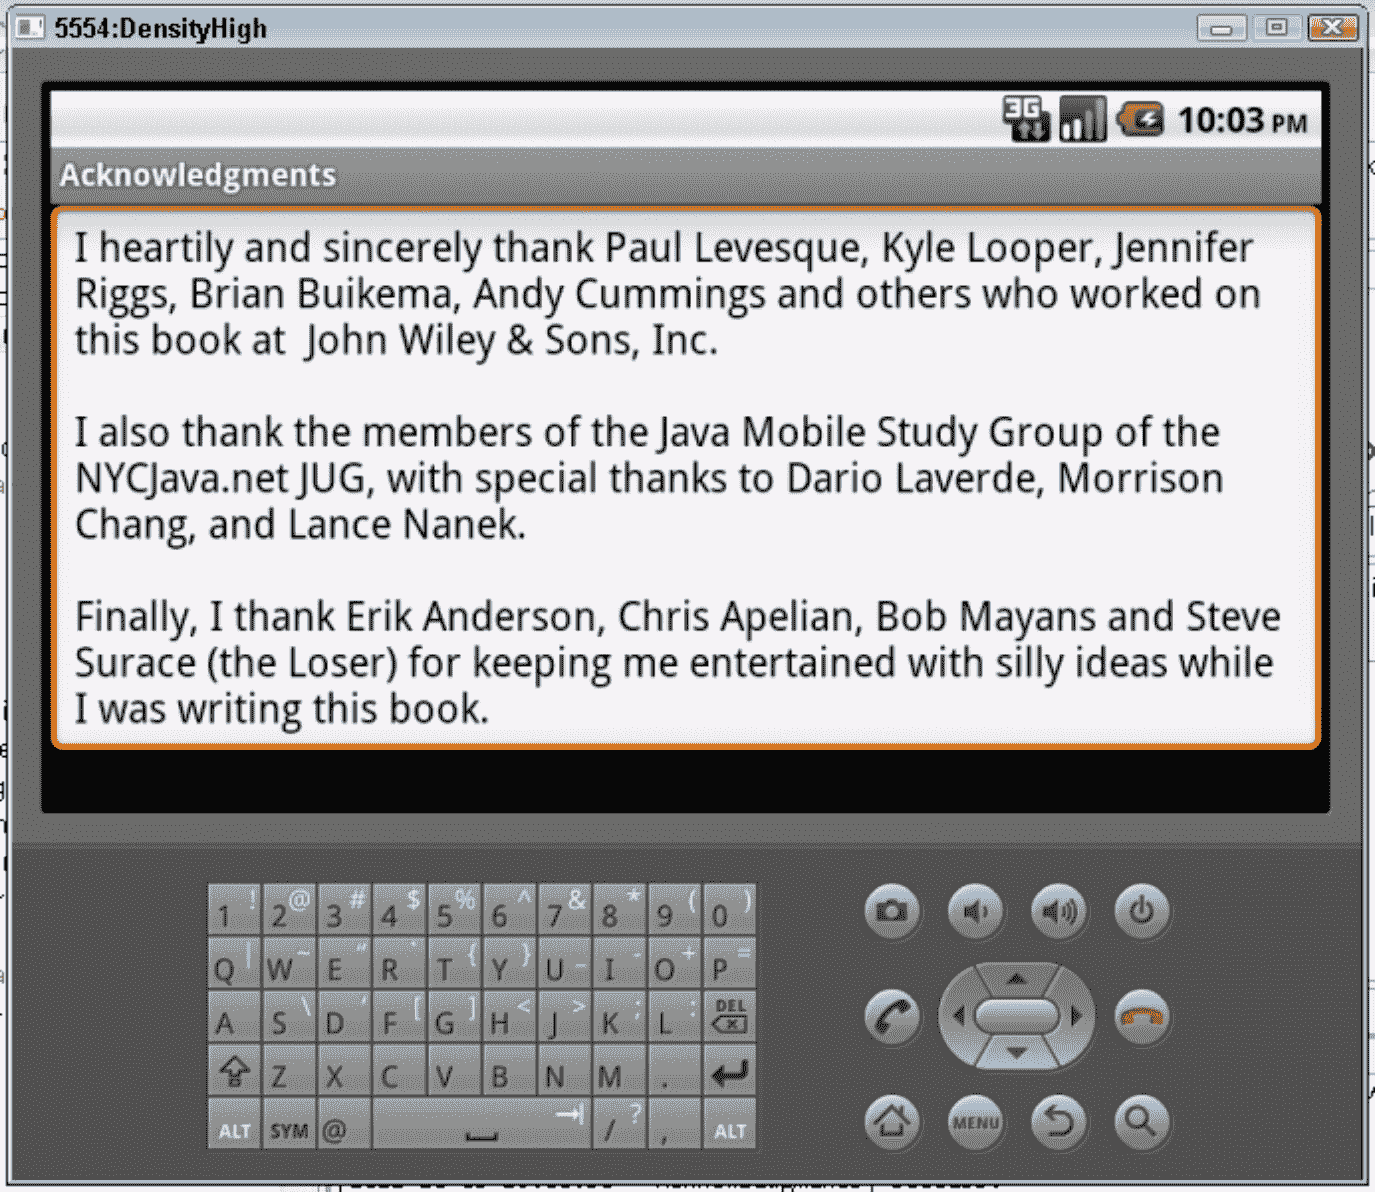 5554:DensityHigh
3G 10:03 PM
Acknowledgments
I heartily and sincerely thank Paul Levesque, Kyle Looper, Jennifer
Riggs, Brian Buikema, Andy Cummings and others who worked on
this book at  John Wiley & Sons, Inc.
I also thank the members of the Java Mobile Study Group of the
NYCJava.net JUG, with special thanks to Dario Laverde, Morrison
Chang, and Lance Nanek.
Finally, I thank Erik Anderson, Chris Apelian, Bob Mayans and Steve
Surace (the Loser) for keeping me entertained with silly ideas while
I was writing this book.
1 ! 2 @ 3 # 4 $ 5 % 6 ^ 7 & 8 * 9 ( 0 )
Q | W ~ E “ R ` T { Y } U _ I - O + P =
A S \ D ' F [ G ] H < J > K ; L : DEL
Z X C V B N M .
ALT SYM @ / ? , ALT
MENU